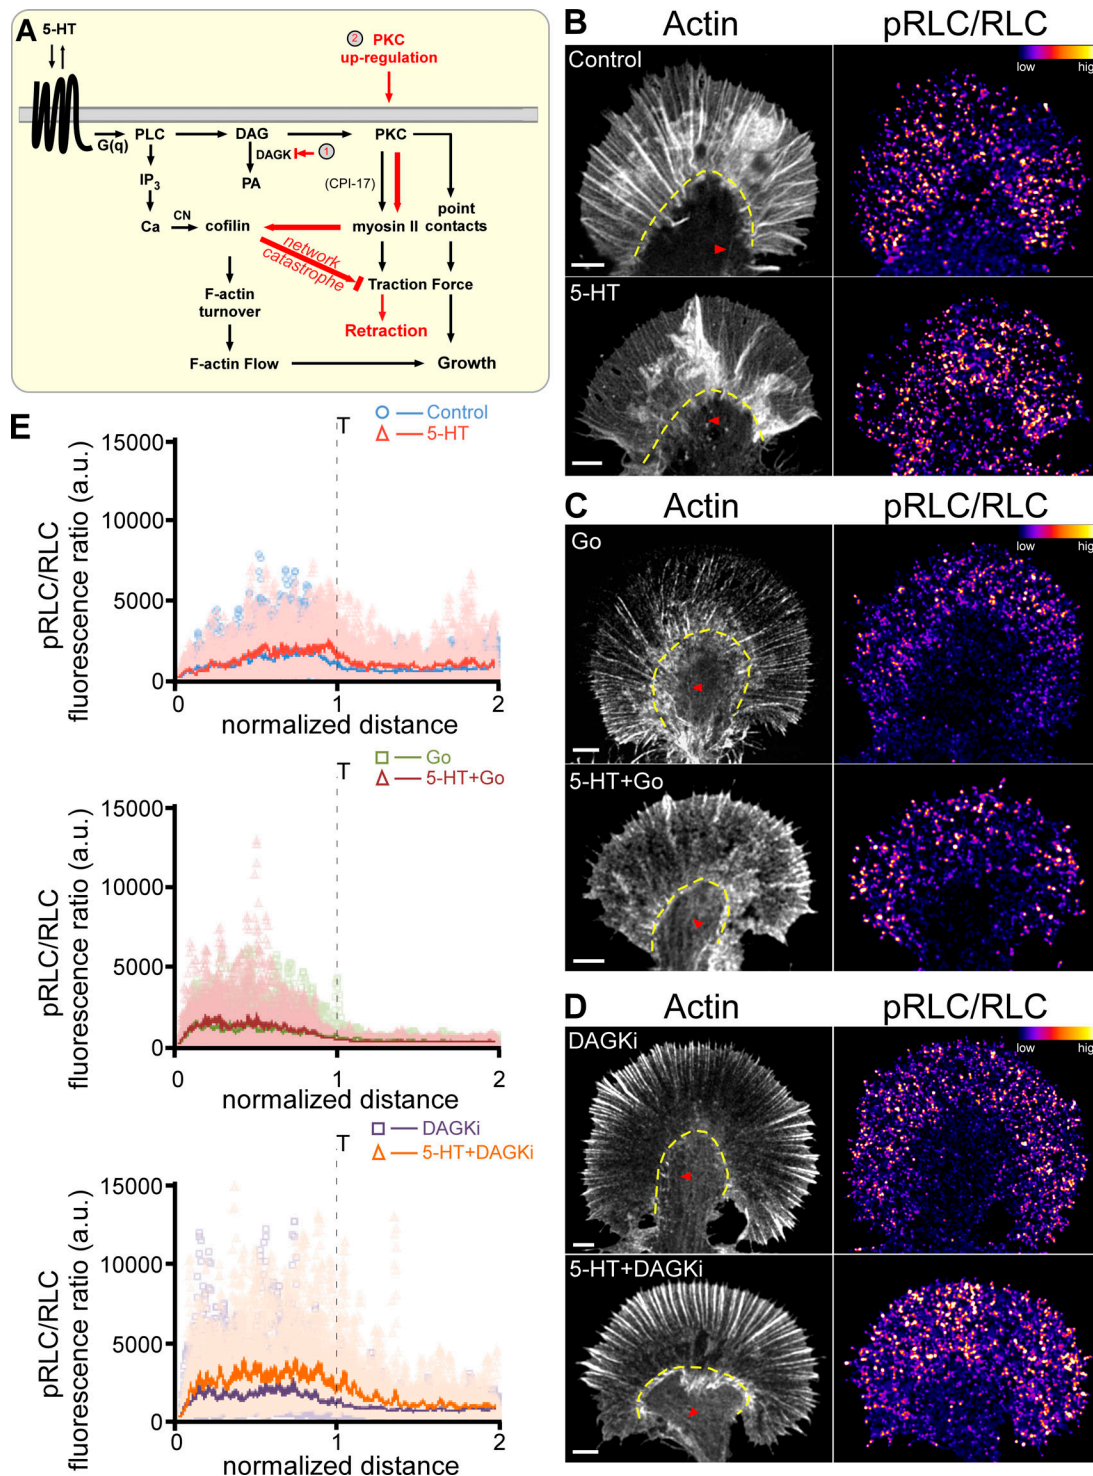 A
5-HT
2 PKC
up-regulation
G(q)
PLC
DAG
PKC
DAGK
1
IP3
PA
(CPI-17)
Ca
CN
cofilin
myosin II
point
contacts
network
catastrophe
F-actin
turnover
Traction Force
Retraction
F-actin Flow
Growth
B
Actin
pRLC/RLC
Control
low
high
5-HT
C
Actin
pRLC/RLC
Go
low
high
5-HT+Go
D
Actin
pRLC/RLC
DAGKi
low
high
5-HT+DAGKi
E
Control
5-HT
T
15000
10000
5000
0
pRLC/RLC
fluorescence ratio (a.u.)
0
1
2
normalized distance
Go
5-HT+Go
T
15000
10000
5000
0
pRLC/RLC
fluorescence ratio (a.u.)
0
1
2
normalized distance
DAGKi
5-HT+DAGKi
T
15000
10000
5000
0
pRLC/RLC
fluorescence ratio (a.u.)
0
1
2
normalized distance